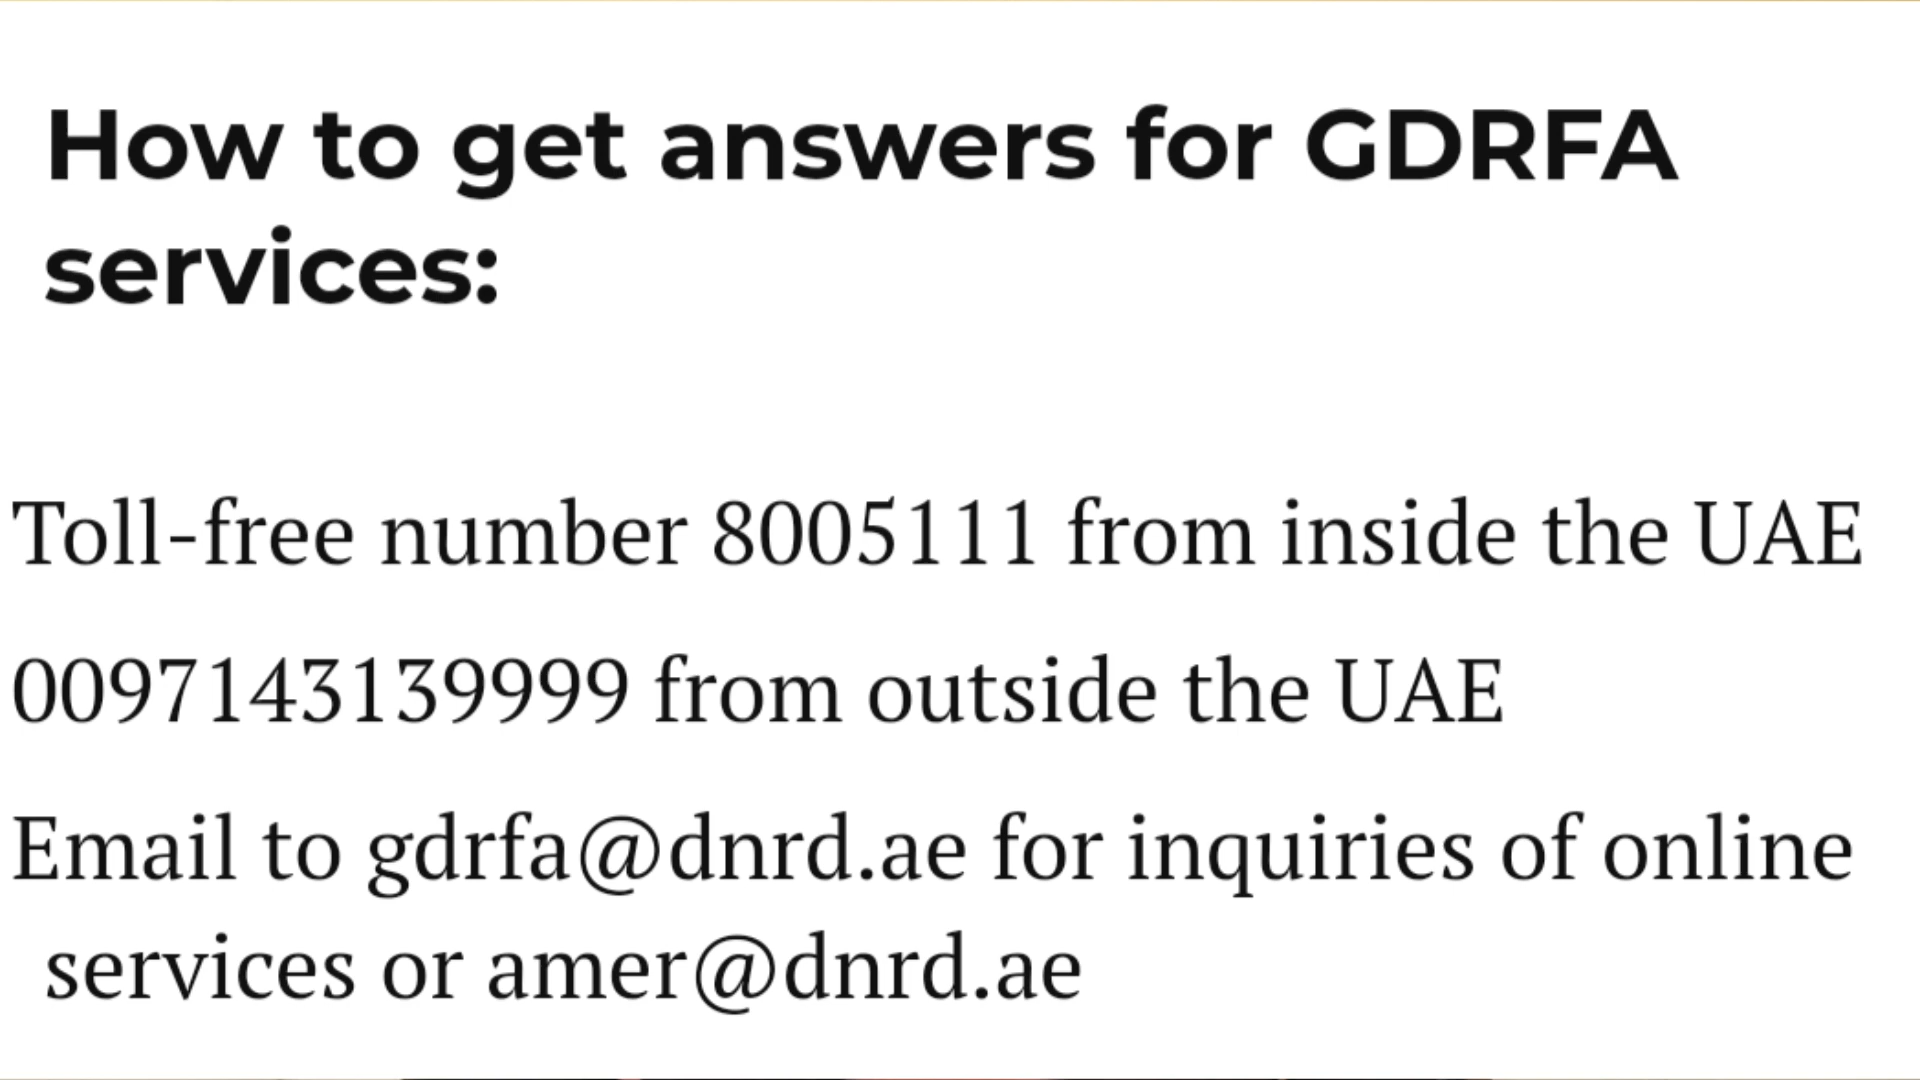 How to get answers for GDRFA
services:
Toll-free number 8005111 from inside the UAE
0097143139999 from outside the UAE
Email to gdrfa@dnrd.ae for inquiries of online
services or amer@dnrd.ae